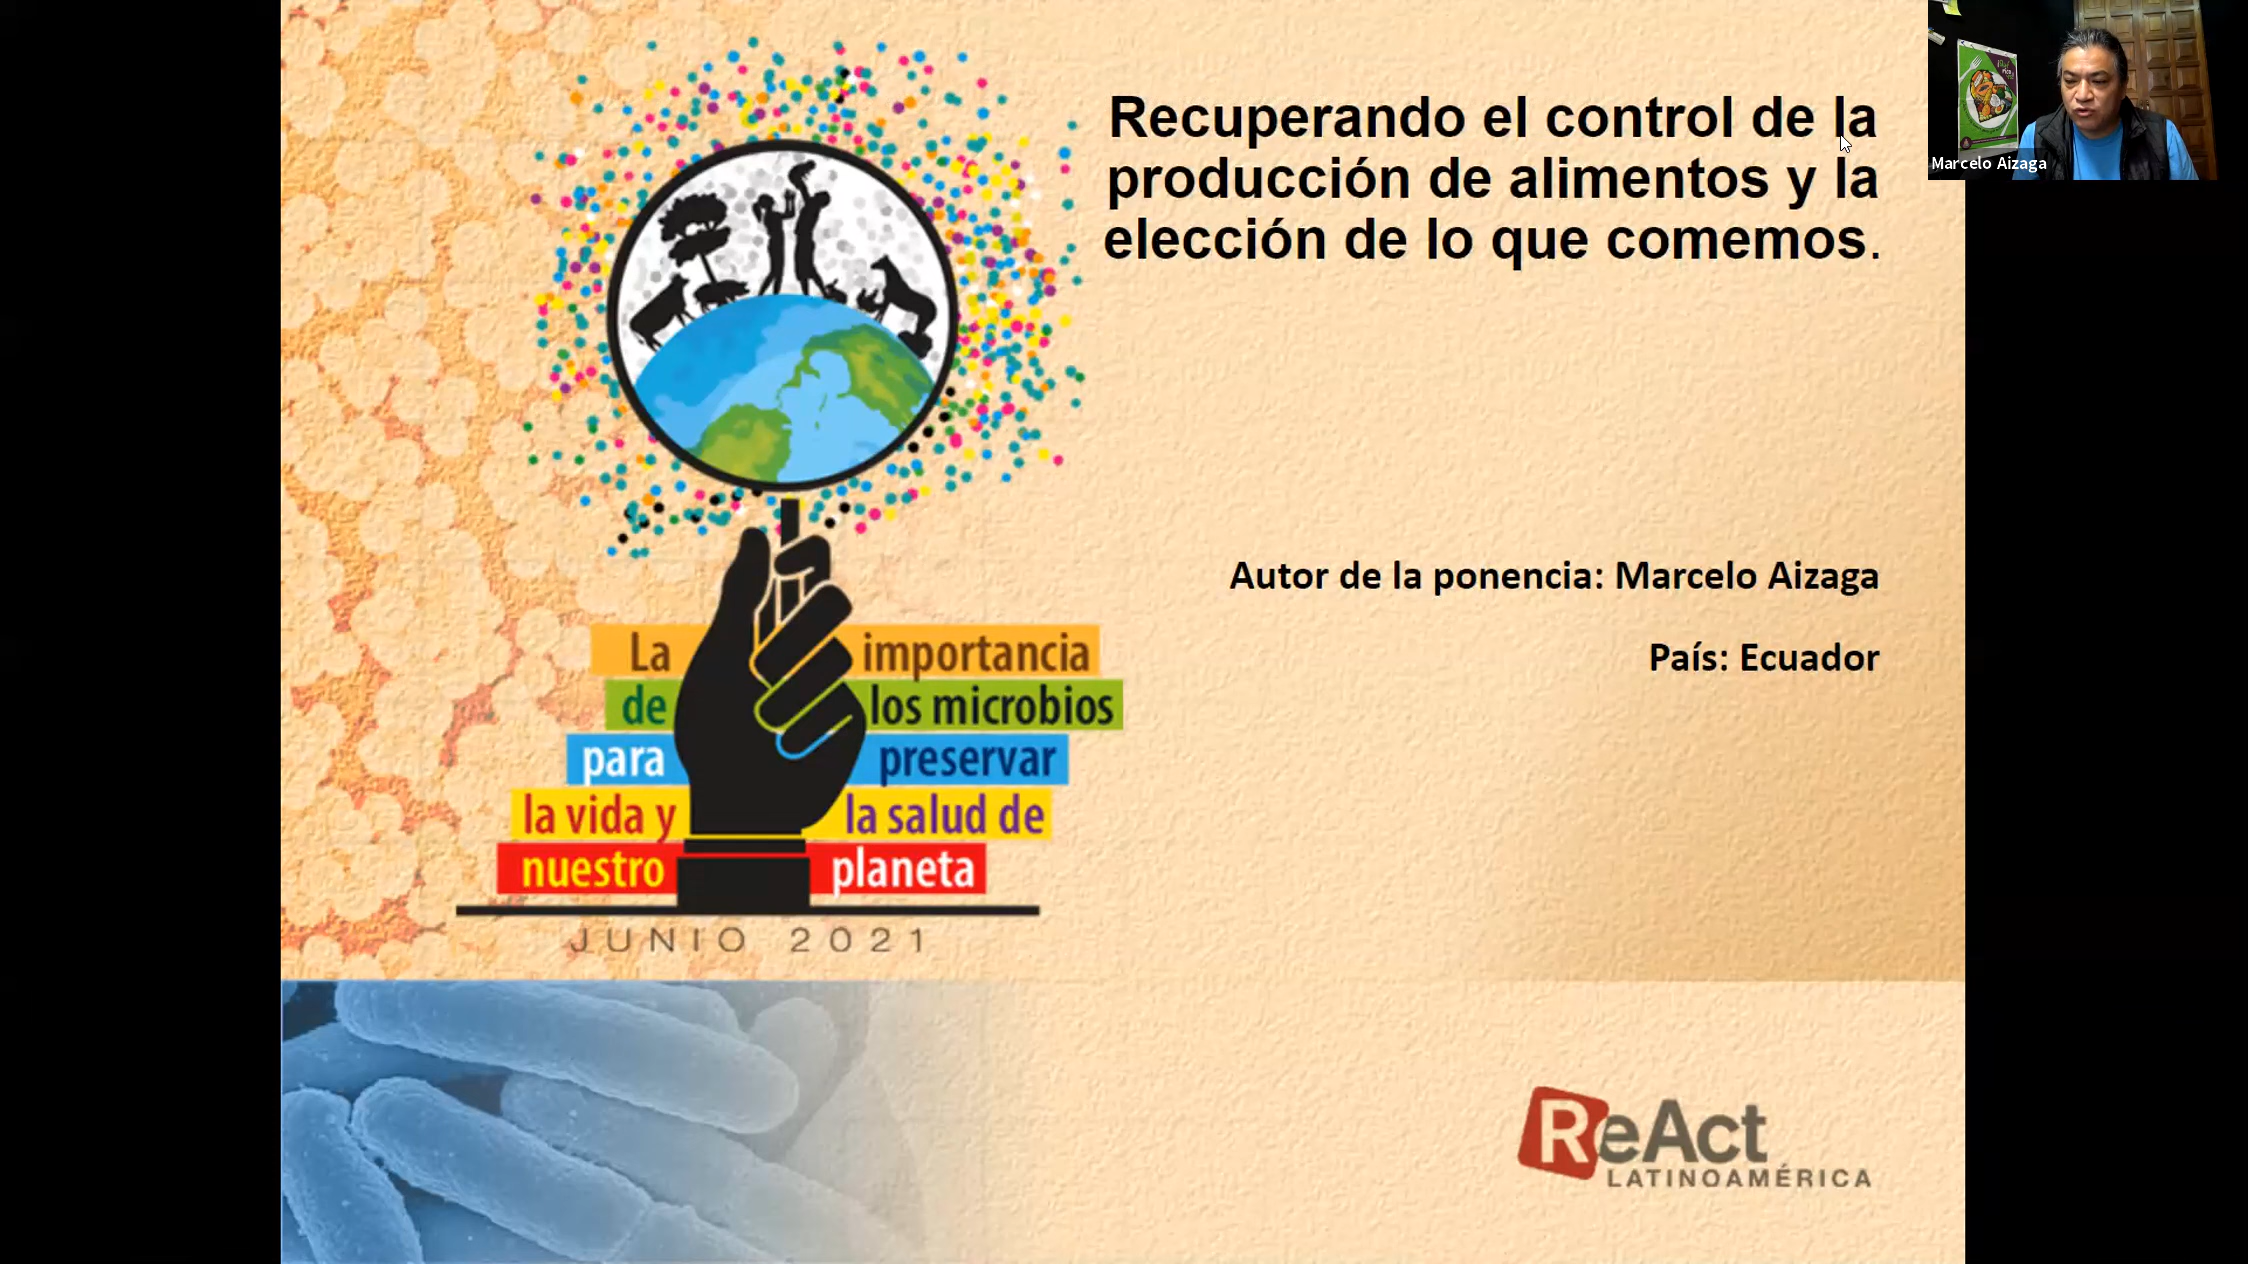 Recuperando el control de la
producción de alimentos y la
elección de lo que comemos.
Marcelo Aizaga
Autor de la ponencia: Marcelo Aizaga
País: Ecuador
La importancia
de los microbios
para preservar
la vida y la salud de
nuestro planeta
JUNIO 2021
ReAct
LATINOAMÉRICA